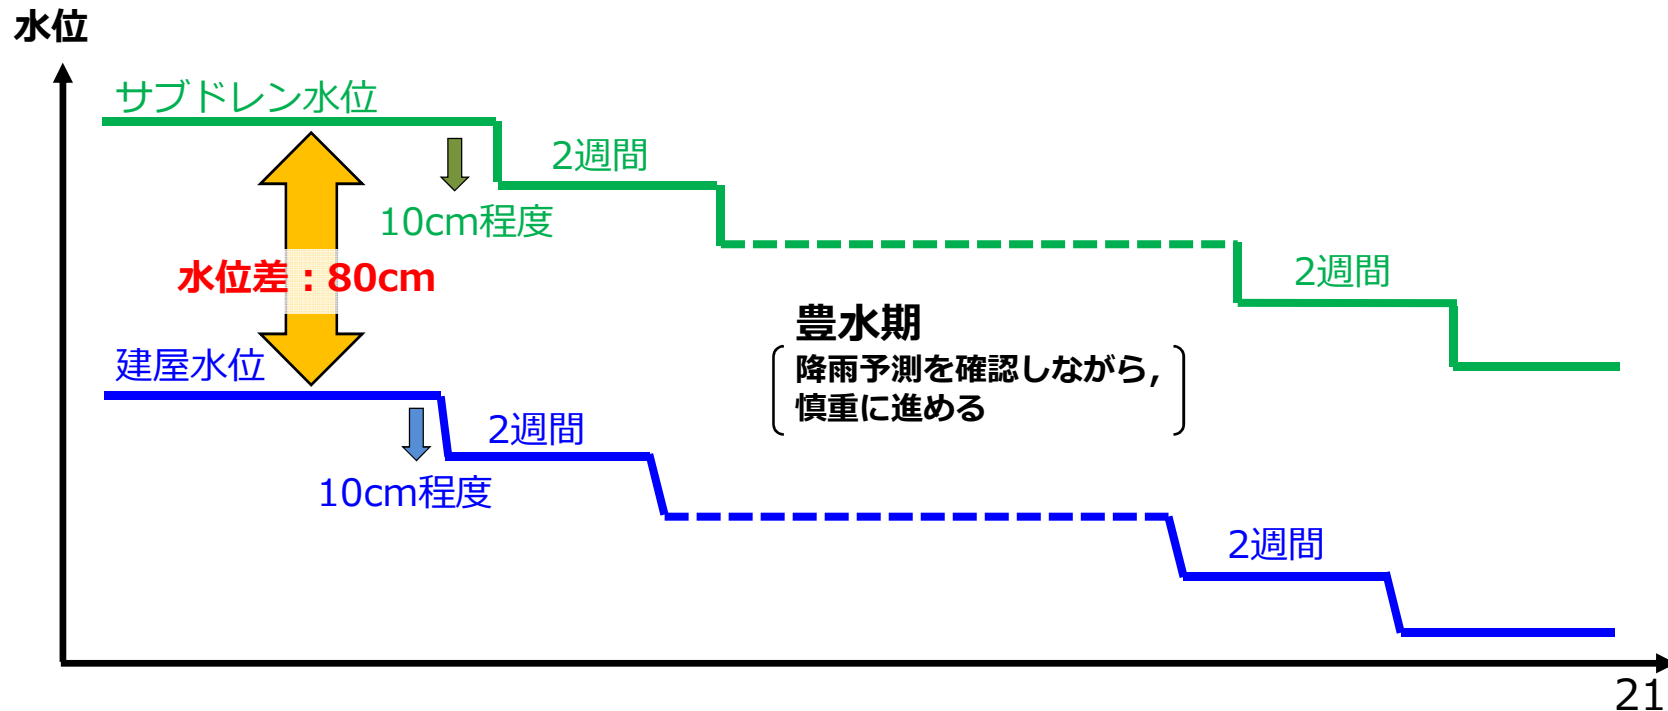 水位
サブドレン水位
2週間
10cm程度
水位差：80cm
2週間
豊水期
降雨予測を確認しながら,
慎重に進める
建屋水位
2週間
10cm程度
2週間
21